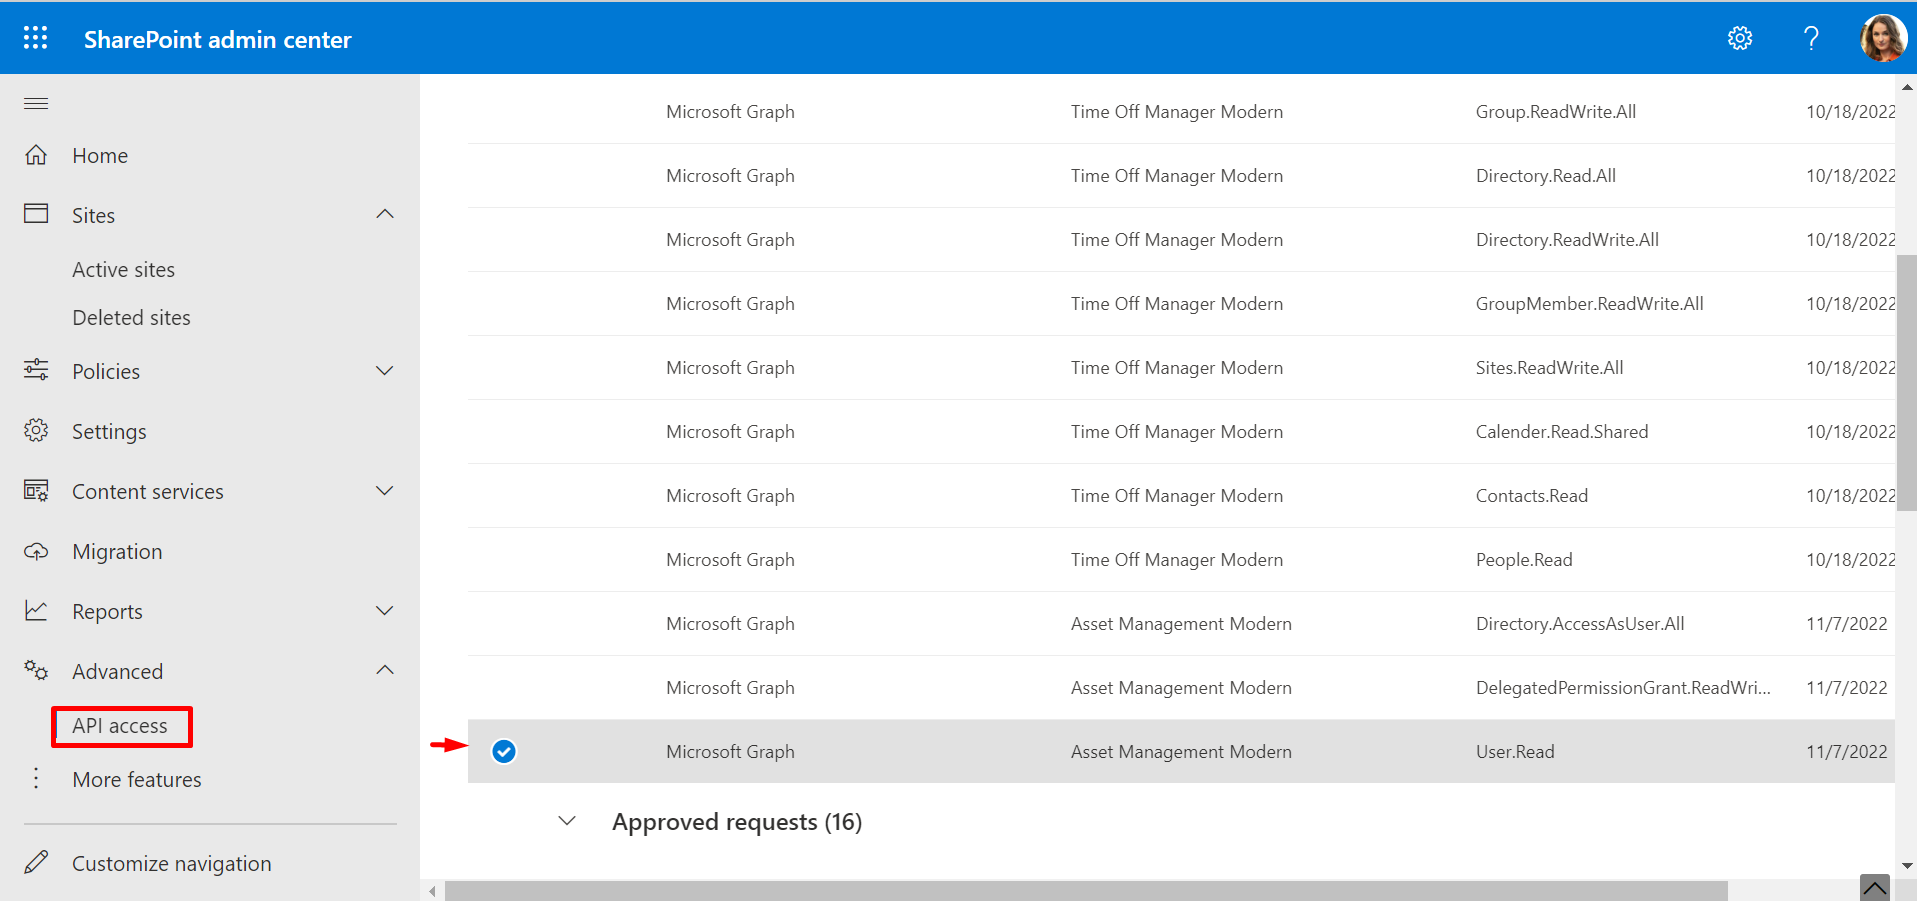 SharePoint admin center
Home
Sites
Active sites
Deleted sites
Policies
Settings
Content services
Migration
Reports
Advanced
API access
More features
Customize navigation
Microsoft Graph Time Off Manager Modern Group.ReadWrite.All 10/18/2022
Microsoft Graph Time Off Manager Modern Directory.Read.All 10/18/2022
Microsoft Graph Time Off Manager Modern Directory.ReadWrite.All 10/18/2022
Microsoft Graph Time Off Manager Modern GroupMember.ReadWrite.All 10/18/2022
Microsoft Graph Time Off Manager Modern Sites.ReadWrite.All 10/18/2022
Microsoft Graph Time Off Manager Modern Calender.Read.Shared 10/18/2022
Microsoft Graph Time Off Manager Modern Contacts.Read 10/18/2022
Microsoft Graph Time Off Manager Modern People.Read 10/18/2022
Microsoft Graph Asset Management Modern Directory.AccessAsUser.All 11/7/2022
Microsoft Graph Asset Management Modern DelegatedPermissionGrant.ReadWri... 11/7/2022
Microsoft Graph Asset Management Modern User.Read 11/7/2022
Approved requests (16)